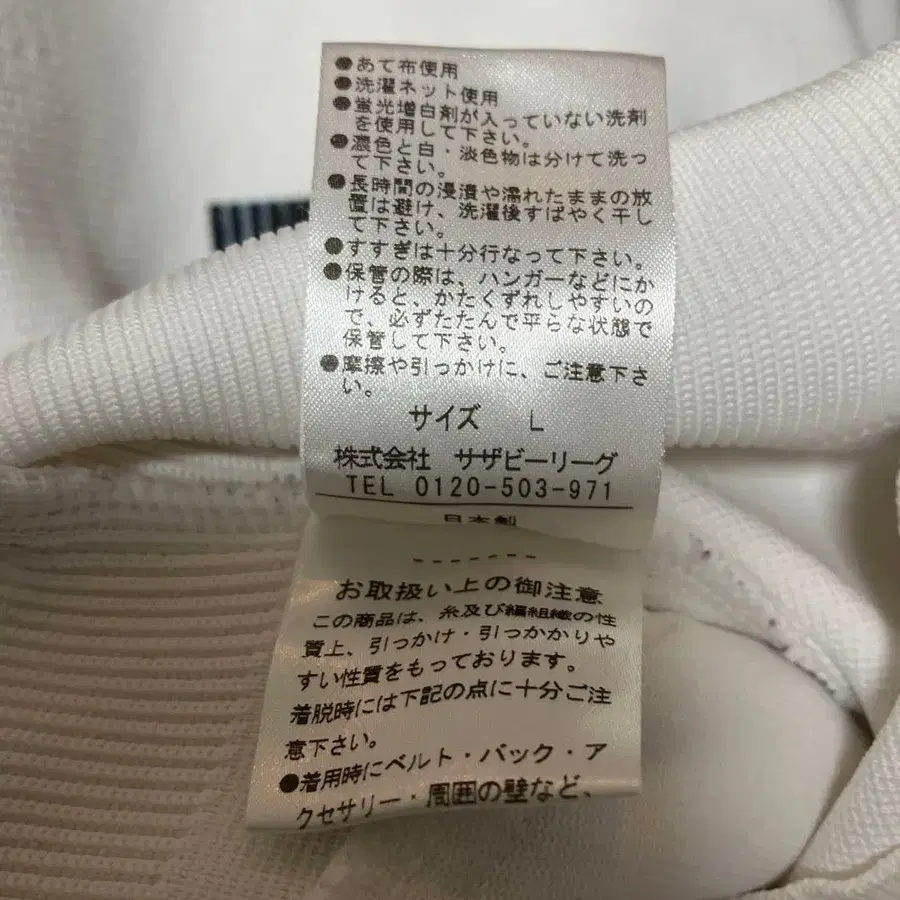 ●あて布使用
●洗濯ネット使用
●蛍光増白剤が入っていない洗剤
を使用して下さい。
●濃色と白・淡色物は分けて洗っ
て下さい。
●長時間の浸漬や濡れたままの放
置は避け、洗濯後すばやく干し
て下さい。
●すすぎは十分行なって下さい。
●保管の際は、ハンガーなどにか
けると、かたくずれしやすいの
で、必ずたたんで平らな状態で
保管して下さい。
●摩擦や引っかけに、ご注意下さ
い。
サイズ L
株式会社 サザビーリーグ
TEL 0120-503-971
日本製
お取扱い上の御注意
この商品は、糸及び編組織の性
質上、引っかけ・引っかかりや
すい性質をもっております。
着脱時には下記の点に十分ご注
意下さい。
●着用時にベルト・バック・ア
クセサリー・周囲の壁など、